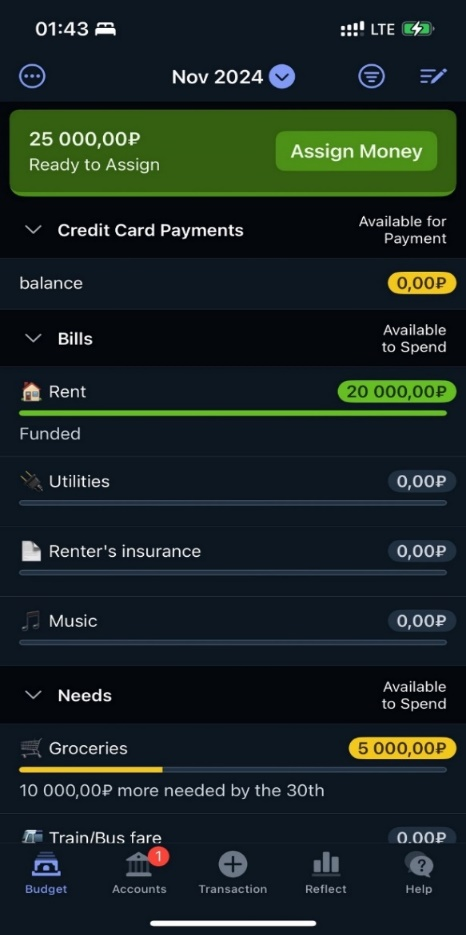 01:43
LTE
Nov 2024
25 000,00₽
Ready to Assign
Assign Money
Credit Card Payments
Available for
Payment
balance
0,00₽
Bills
Available
to Spend
Rent
20 000,00₽
Funded
Utilities
0,00₽
Renter's insurance
0,00₽
Music
0,00₽
Needs
Available
to Spend
Groceries
5 000,00₽
10 000,00₽ more needed by the 30th
Train/Bus fare
0,00₽
1
Budget
Accounts
Transaction
Reflect
Help